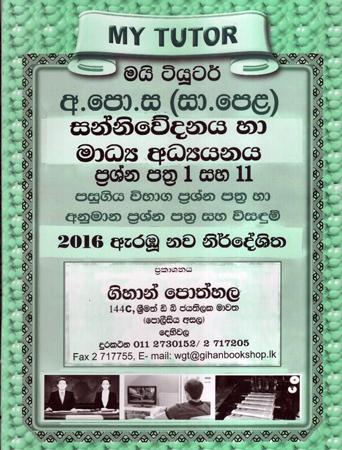 MY TUTOR
මයි ටියුටර්
අ.පො.ස (සා.පෙළ)
සන්නිවේදනය හා
මාධ්‍ය අධ්‍යයනය
ප්‍රශ්න පත්‍ර 1 සහ 11
පසුගිය විභාග ප්‍රශ්න පත්‍ර හා
අනුමාන ප්‍රශ්න පත්‍ර සහ විසඳුම්
2016 ඇරඹූ නව නිර්දේශිත
ප්‍රකාශනය
ගිහාන් පොත්හල
144C, ශ්‍රීමත් ඩී බී ජයතිලක මාවත
(පොලීසිය අසල)
දෙහිවල
දුරකථන 011 2730152/ 2 717205
Fax 2 717755, E- mail: wgt@gihanbookshop.lk